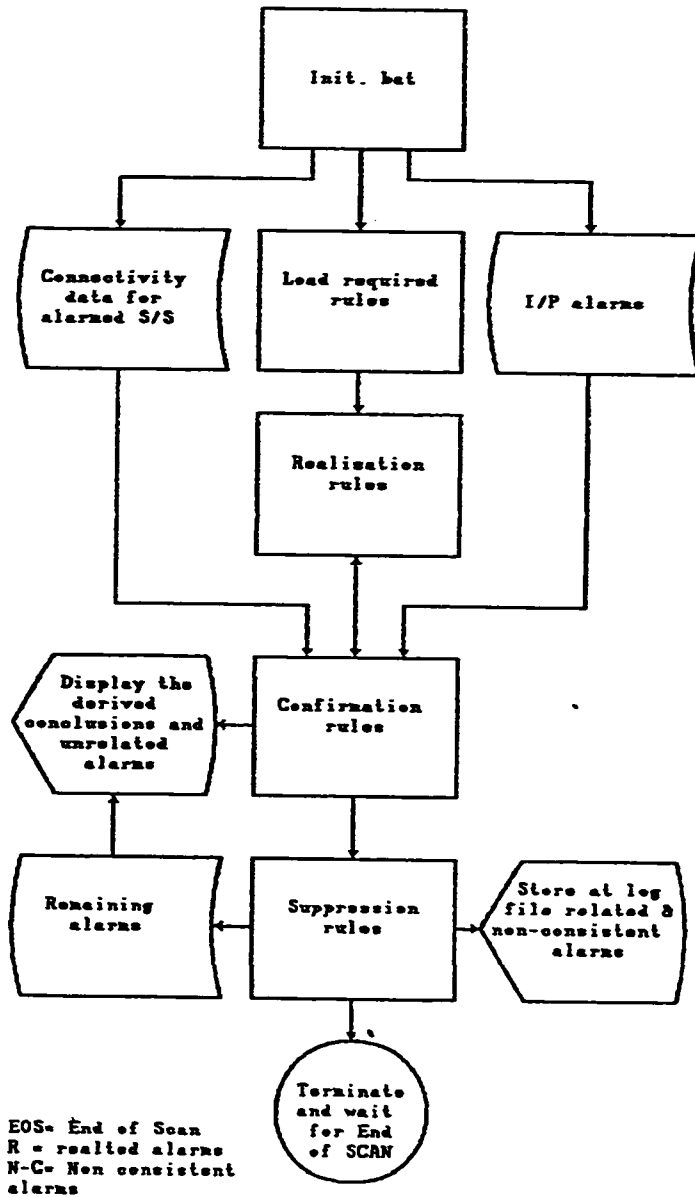 Init. bat
Connectivity
data for
alarmed S/S
Load required
rules
I/P alarms
Realisation
rules
Confirmation
rules
Display the
derived
conclusions and
unrelated
alarms
Remaining
alarms
Suppression
rules
Store at log
file related &
non-consistent
alarms
Terminate
and wait
for End
of SCAN
EOS= End of Scan
R = realted alarms
N-C= Non consistent
alarms